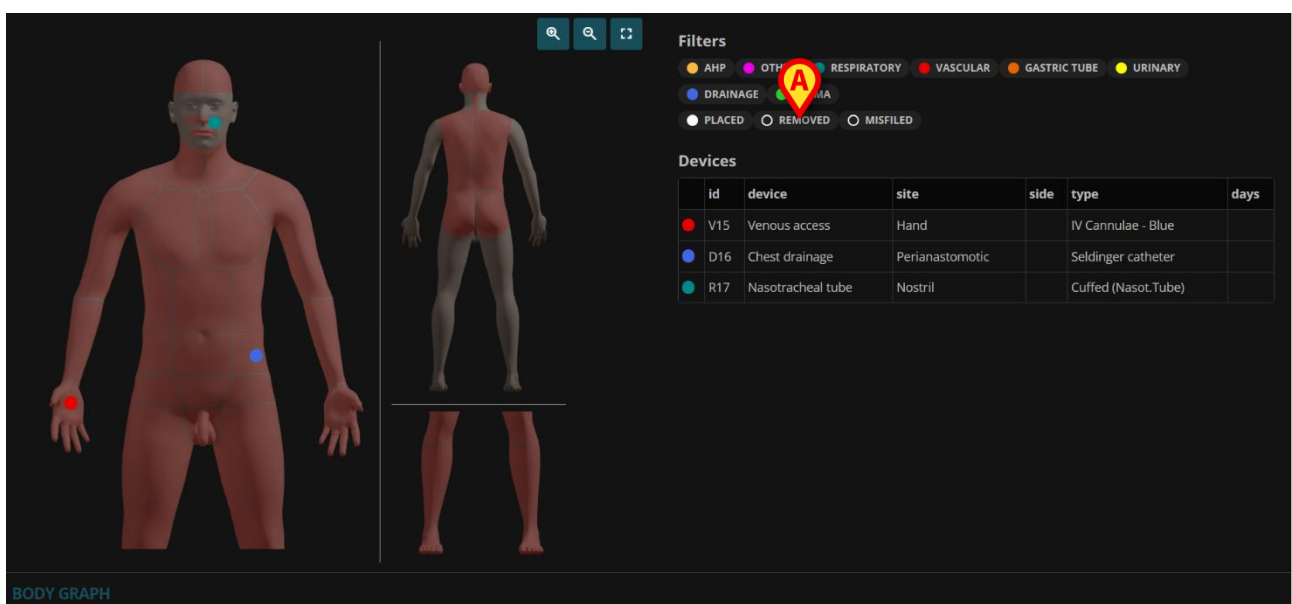 Filters
AHP OTH RESPIRATORY VASCULAR GASTRIC TUBE URINARY
DRAINAGE MA
A
PLACED REMOVED MISFILED
Devices
id device site side type days
V15 Venous access Hand IV Cannulae - Blue
D16 Chest drainage Perianastomotic Seldinger catheter
R17 Nasotracheal tube Nostril Cuffed (Nasot.Tube)
BODY GRAPH